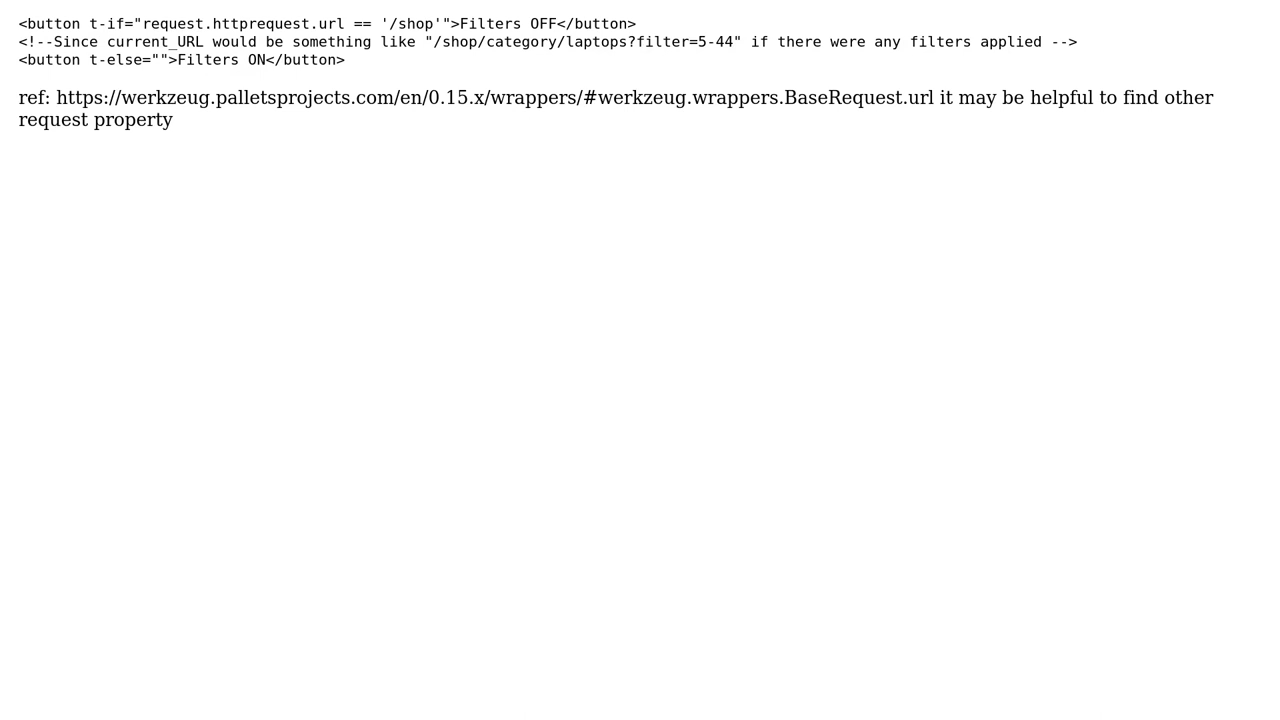 <button t-if="request.httprequest.url == '/shop'">Filters OFF</button>
<!--Since current_URL would be something like "/shop/category/laptops?filter=5-44" if there were any filters applied -->
<button t-else="">Filters ON</button>
ref: https://werkzeug.palletsprojects.com/en/0.15.x/wrappers/#werkzeug.wrappers.BaseRequest.url it may be helpful to find other
request property